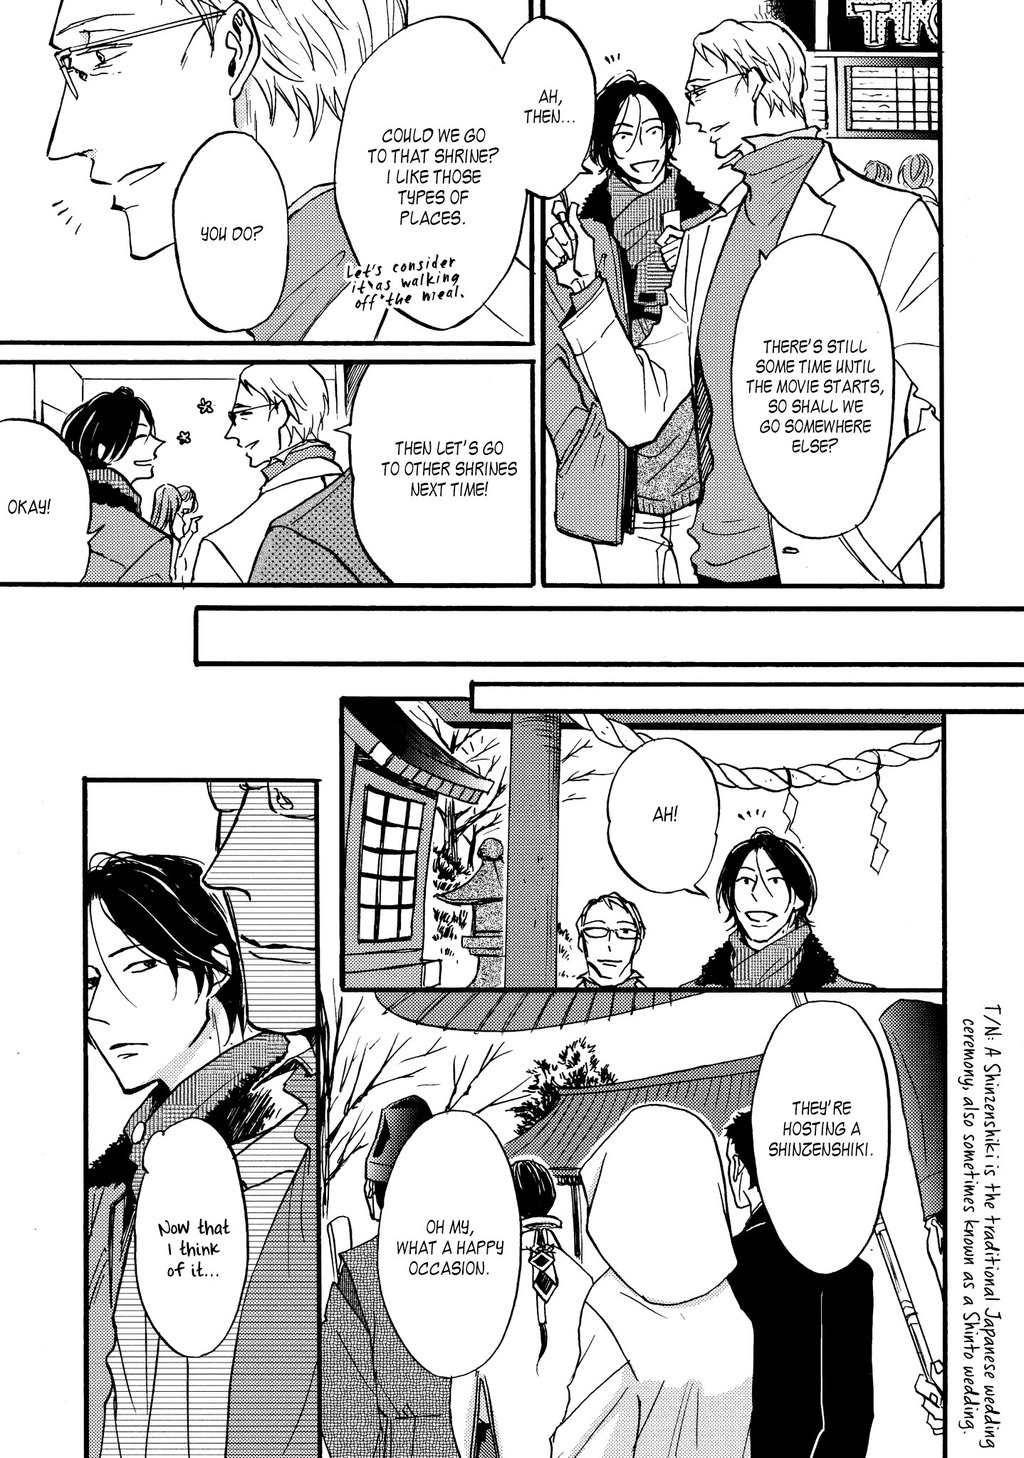 TIC
THERE'S STILL
SOME TIME UNTIL
THE MOVIE STARTS,
SO SHALL WE
GO SOMEWHERE
ELSE?
AH,
THEN...
COULD WE GO
TO THAT SHRINE?
I LIKE THOSE
TYPES OF
PLACES.
Let's consider
it as walking
off the meal.
YOU DO?
THEN LET'S GO
TO OTHER SHRINES
NEXT TIME!
OKAY!
AH!
THEY'RE
HOSTING A
SHINZENSHIKI.
OH MY,
WHAT A HAPPY
OCCASION.
Now that
I think
of it...
T/N: A Shinzenshiki is the traditional Japanese wedding
ceremony, also sometimes known as a Shinto wedding.